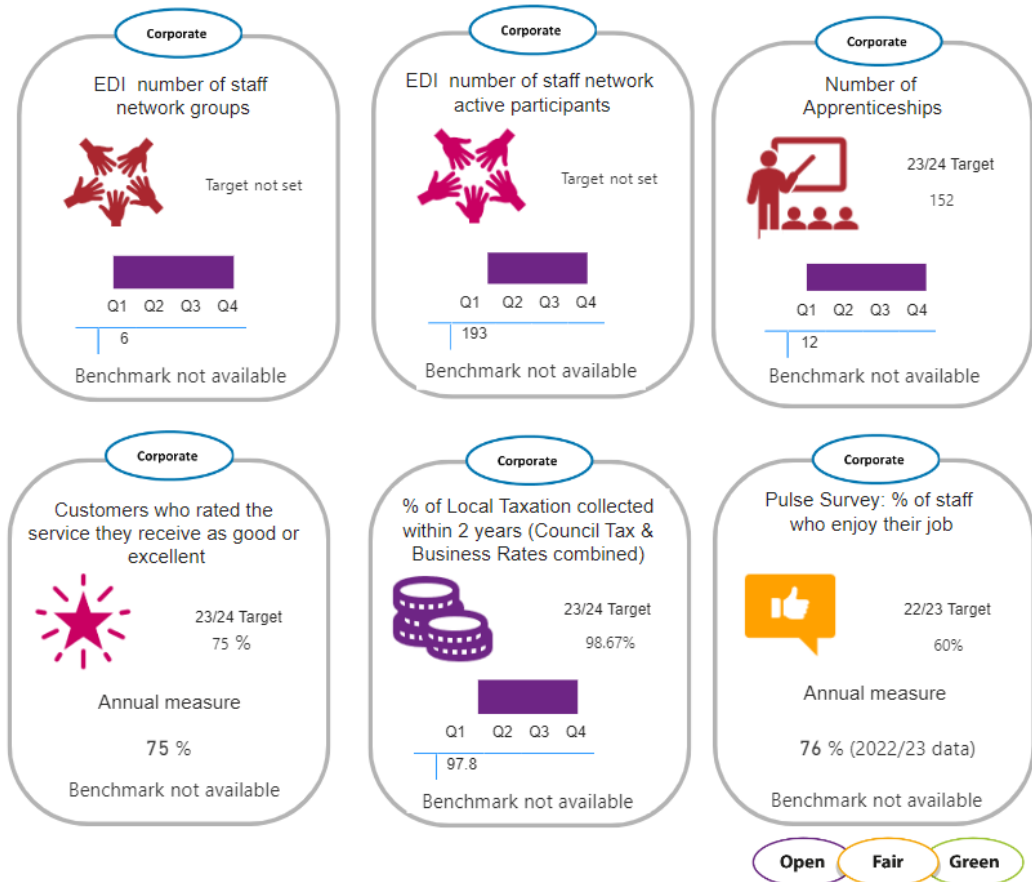 Corporate
EDI number of staff
network groups
Target not set
Q1 Q2 Q3 Q4
6
Benchmark not available
Corporate
EDI number of staff network
active participants
Target not set
Q1 Q2 Q3 Q4
193
Benchmark not available
Corporate
Number of
Apprenticeships
23/24 Target
152
Q1 Q2 Q3 Q4
12
Benchmark not available
Corporate
Customers who rated the
service they receive as good or
excellent
23/24 Target
75 %
Annual measure
75 %
Benchmark not available
Corporate
% of Local Taxation collected
within 2 years (Council Tax &
Business Rates combined)
23/24 Target
98.67%
Q1 Q2 Q3 Q4
97.8
Benchmark not available
Corporate
Pulse Survey: % of staff
who enjoy their job
22/23 Target
60%
Annual measure
76 % (2022/23 data)
Benchmark not available
Open Fair Green